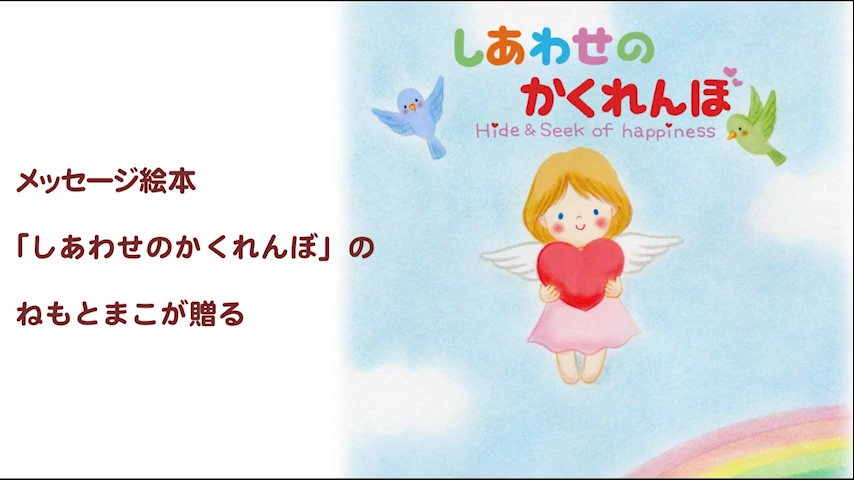 メッセージ絵本
「しあわせのかくれんぼ」の
ねもとまこが贈る
しあわせの
かくれんぼ
Hide & Seek of happiness